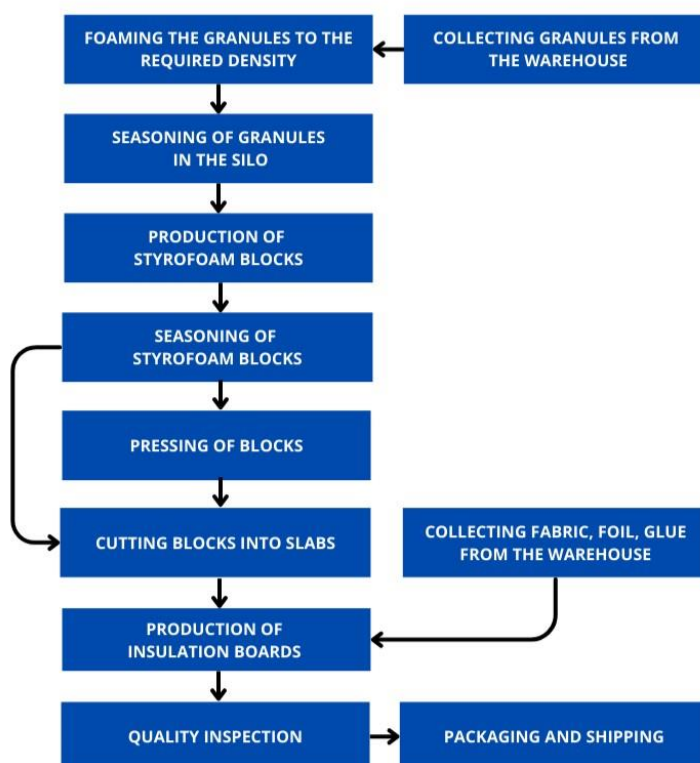 FOAMING THE GRANULES TO THE
REQUIRED DENSITY
COLLECTING GRANULES FROM
THE WAREHOUSE
SEASONING OF GRANULES
IN THE SILO
PRODUCTION OF
STYROFOAM BLOCKS
SEASONING OF
STYROFOAM BLOCKS
PRESSING OF BLOCKS
CUTTING BLOCKS INTO SLABS
COLLECTING FABRIC, FOIL, GLUE
FROM THE WAREHOUSE
PRODUCTION OF
INSULATION BOARDS
QUALITY INSPECTION
PACKAGING AND SHIPPING